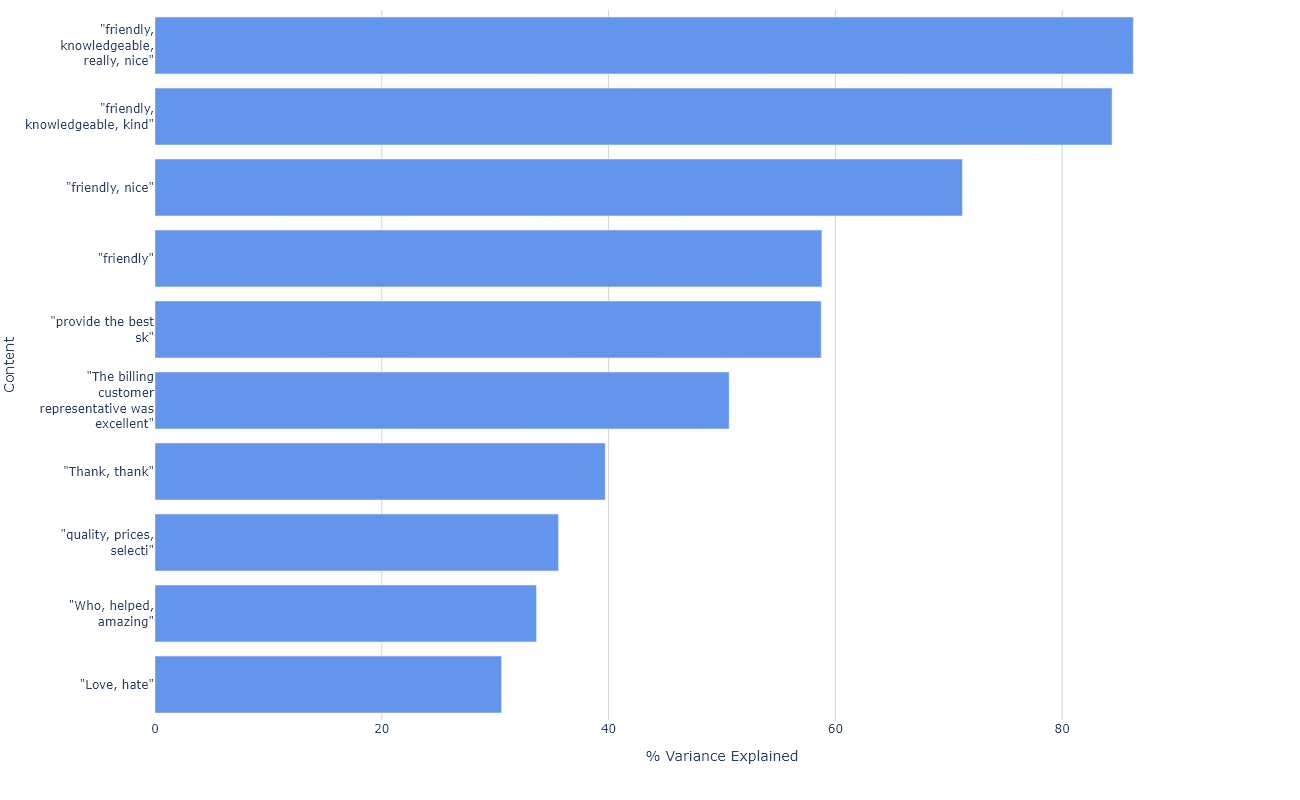 "friendly,
knowledgeable,
really, nice"
"friendly,
knowledgeable, kind"
"friendly, nice"
"friendly"
"provide the best
sk"
"The billing
customer
representative was
excellent"
"Thank, thank"
"quality, prices,
selecti"
"Who, helped,
amazing"
"Love, hate"
Content
0 20 40 60 80
% Variance Explained